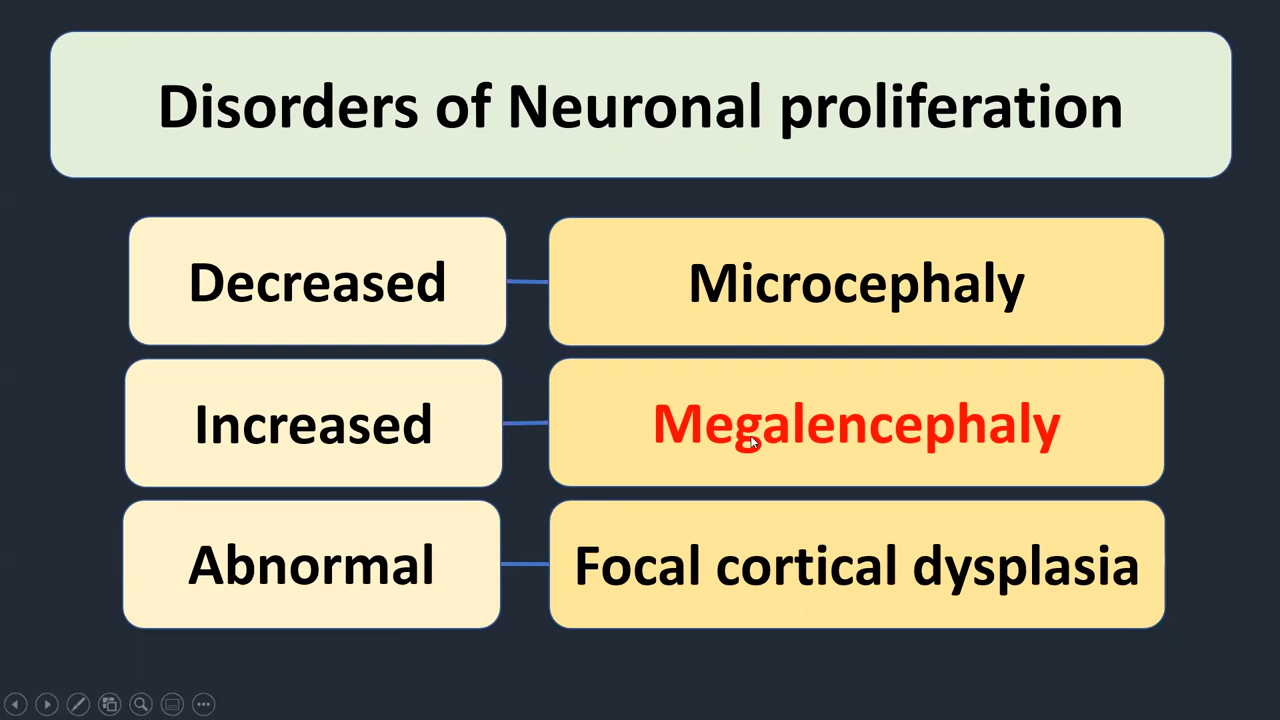 Disorders of Neuronal proliferation
Decreased
Microcephaly
Increased
Megalencephaly
Abnormal
Focal cortical dysplasia